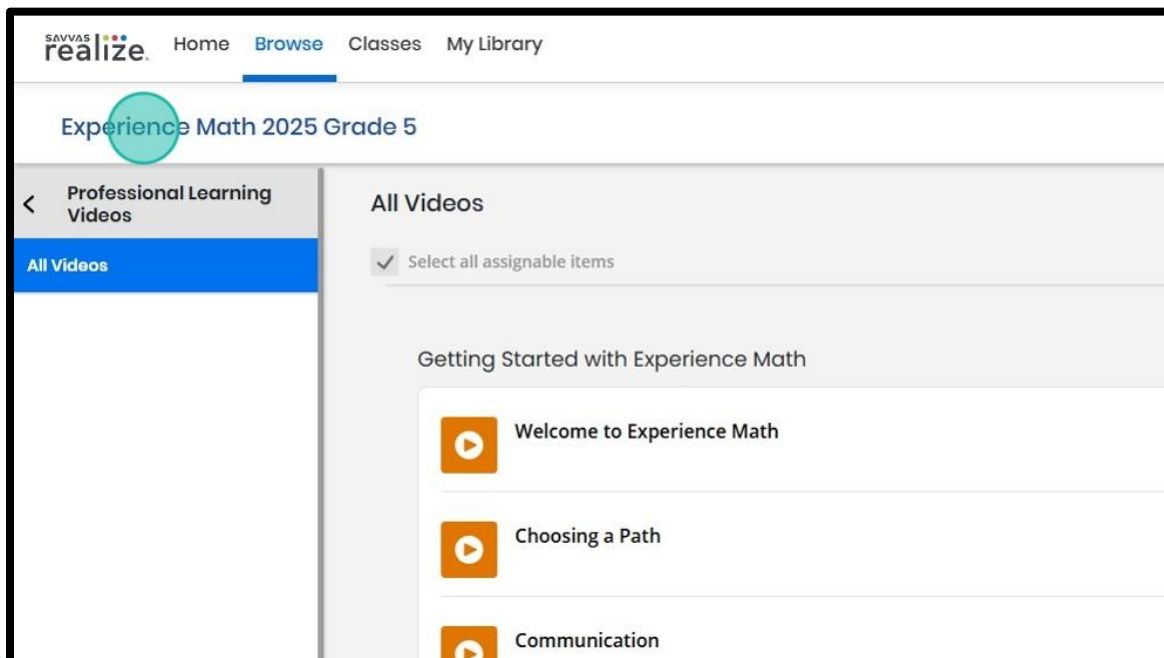 savvas
realize.
Home Browse Classes My Library
Experience Math 2025 Grade 5
Professional Learning
Videos
All Videos
All Videos
Select all assignable items
Getting Started with Experience Math
Welcome to Experience Math
Choosing a Path
Communication